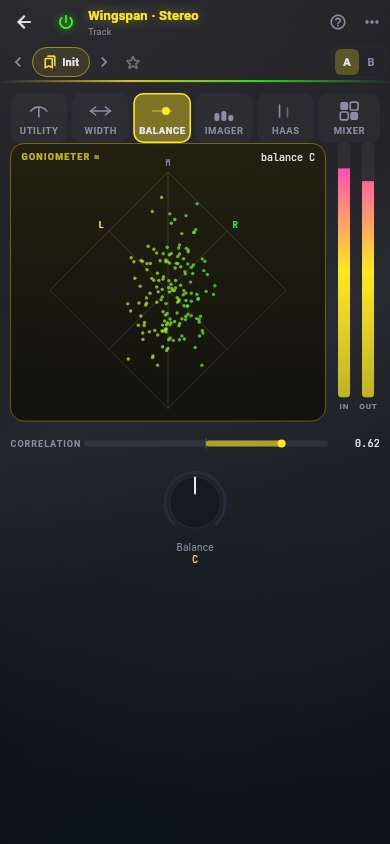 Wingspan · Stereo
Track
Init
A
B
UTILITY
WIDTH
BALANCE
IMAGER
HAAS
MIXER
GONIOMETER ≋
balance C
M
L
R
IN
OUT
CORRELATION
0.62
Balance
C